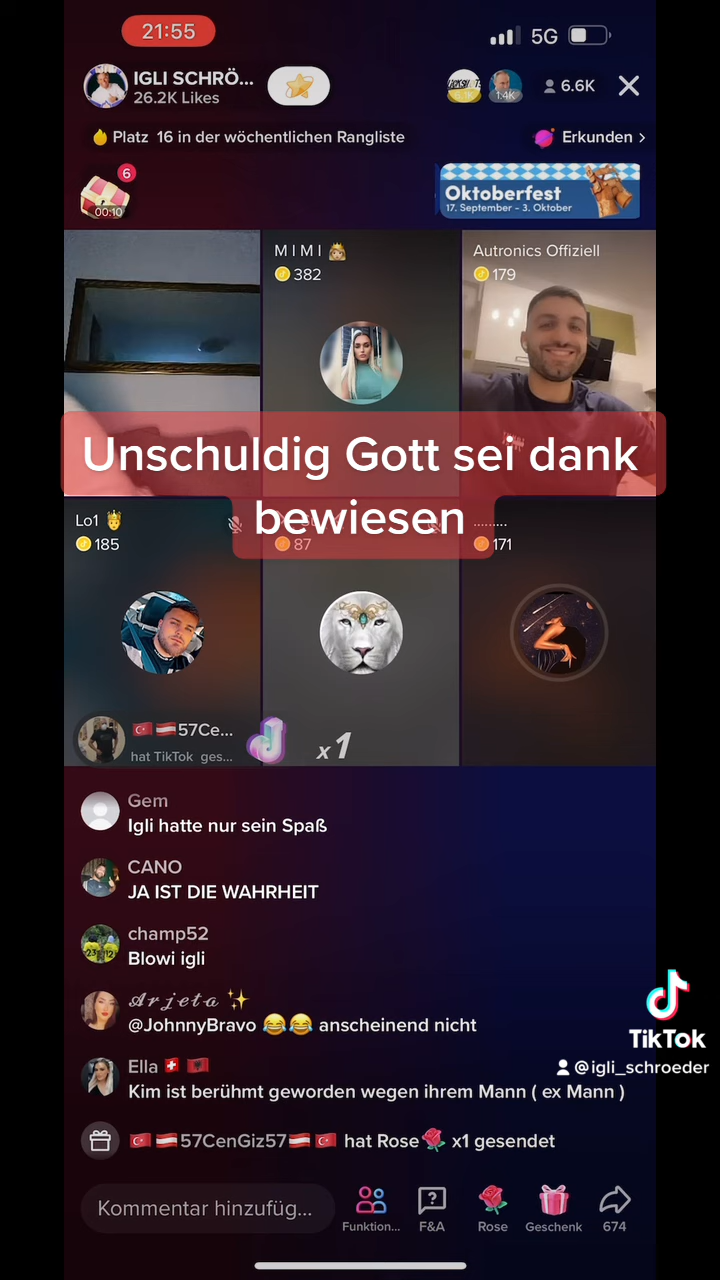 21:55
5G
IGLI SCHRÖ...
26.2K Likes
1.4K
6.6K
Platz 16 in der wöchentlichen Rangliste
Erkunden >
6
00:10
Oktoberfest
17. September - 3. Oktober
M I M I
382
Autronics Offiziell
179
Unschuldig Gott sei dank
bewiesen
Lo1
185
87
.........
171
57Ce...
hat TikTok ges...
x1
Gem
Igli hatte nur sein Spaß
CANO
JA IST DIE WAHRHEIT
champ52
Blowi igli
𝒜𝓇𝒿𝑒𝓉𝒶
@JohnnyBravo 😂😂 anscheinend nicht
Ella
Kim ist berühmt geworden wegen ihrem Mann ( ex Mann )
TikTok
@igli_schroeder
57CenGiz57 hat Rose x1 gesendet
Kommentar hinzufüg...
Funktion...
F&A
Rose
Geschenk
674